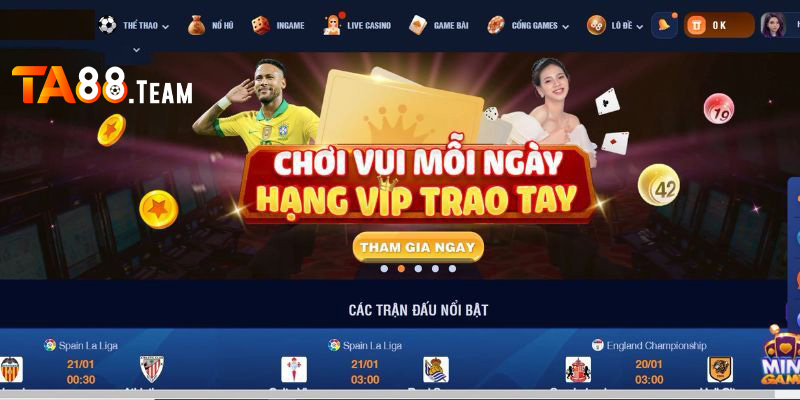 THỂ THAO
NỔ HŨ
INGAME
LIVE CASINO
GAME BÀI
CỔNG GAMES
LÔ ĐỀ
0 K
TA88.TEAM
CHƠI VUI MỖI NGÀY
HẠNG VIP TRAO TAY
THAM GIA NGAY
19
42
CÁC TRẬN ĐẤU NỔI BẬT
Spain La Liga
21/01
00:30
Spain La Liga
21/01
03:00
England Championship
20/01
03:00
MINI
GAME